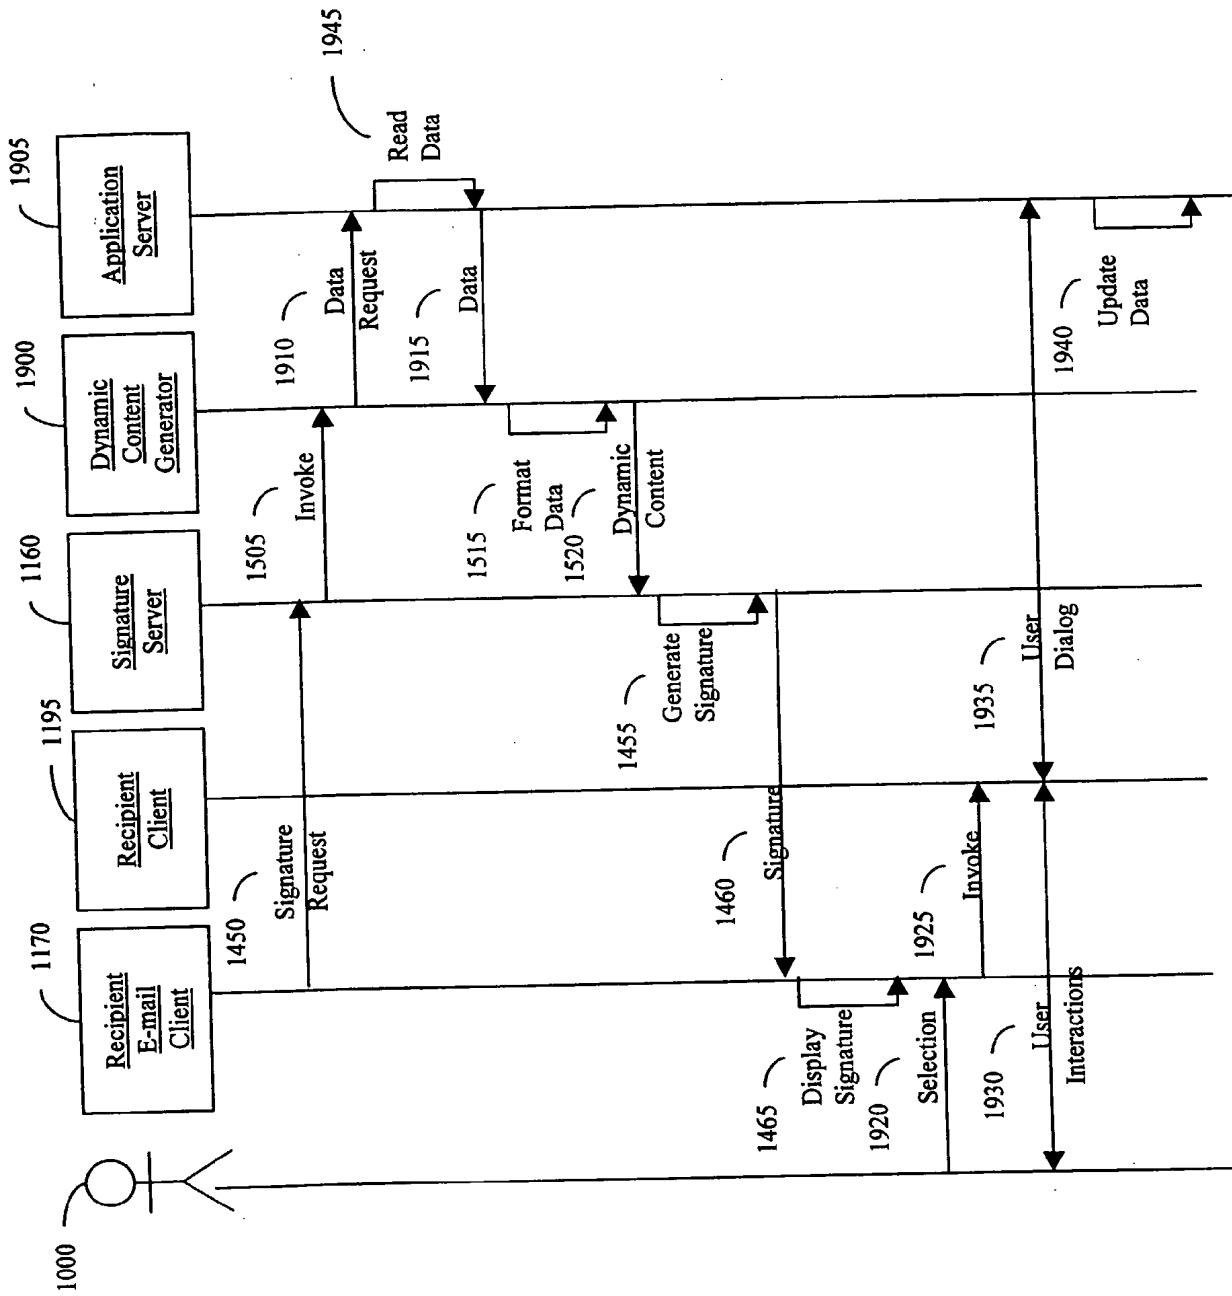 1000
1170
Recipient
E-mail
Client
1195
Recipient
Client
1160
Signature
Server
1900
Dynamic
Content
Generator
1905
Application
Server
1450
Signature
Request
1505
Invoke
1910
Data
Request
1945
Read
Data
1915
Data
1515
Format
Data
1520
Dynamic
Content
1455
Generate
Signature
1460
Signature
1465
Display
Signature
1920
Selection
1925
Invoke
1930
User
Interactions
1935
User
Dialog
1940
Update
Data